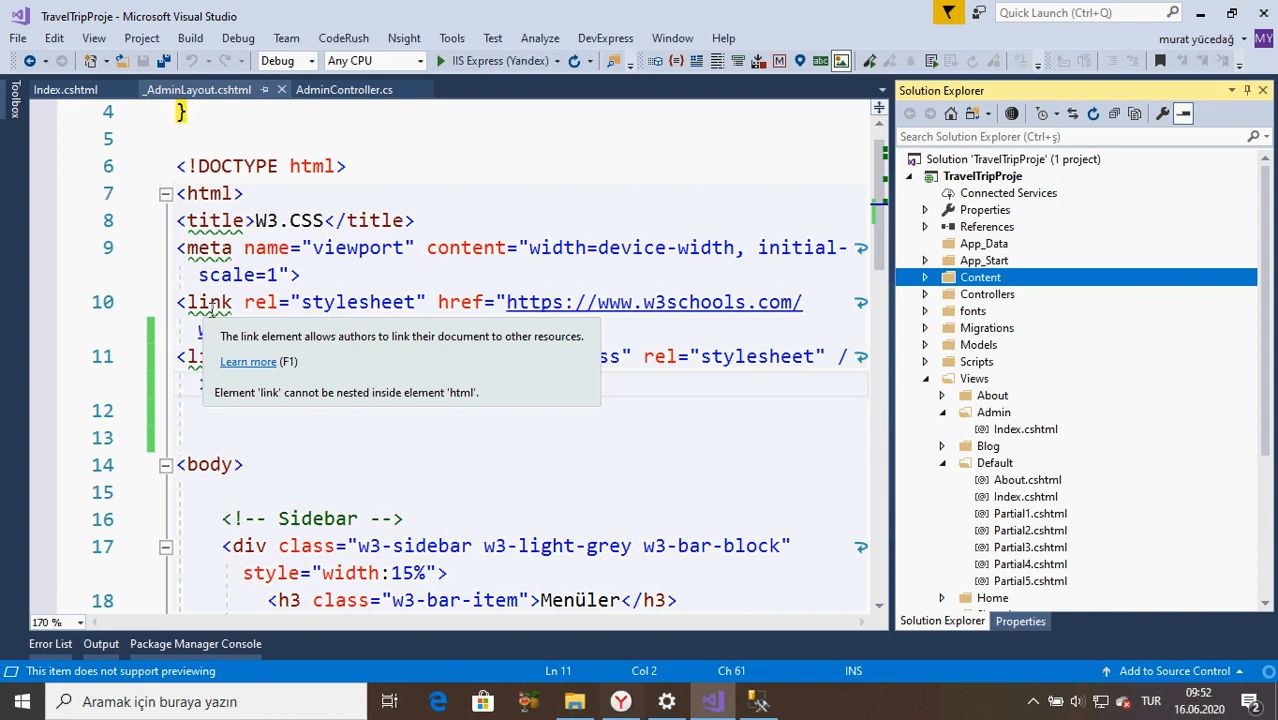 TravelTripProje - Microsoft Visual Studio
Quick Launch (Ctrl+Q)
File Edit View Project Build Debug Team CodeRush Nsight Tools Test Analyze DevExpress Window Help
murat yücedağ MY
Debug Any CPU IIS Express (Yandex)
Toolbox
Index.cshtml _AdminLayout.cshtml AdminController.cs
4 }
5
6 <!DOCTYPE html>
7 <html>
8 <title>W3.CSS</title>
9 <meta name="viewport" content="width=device-width, initial-
scale=1">
10 <link rel="stylesheet" href="https://www.w3schools.com/
The link element allows authors to link their document to other resources.
Learn more (F1)
Element 'link' cannot be nested inside element 'html'.
11 <li ss" rel="stylesheet" /
12
13
14 <body>
15
16 <!-- Sidebar -->
17 <div class="w3-sidebar w3-light-grey w3-bar-block"
style="width:15%">
18 <h3 class="w3-bar-item">Menüler</h3>
170 %
Solution Explorer
Search Solution Explorer (Ctrl+ş)
Solution 'TravelTripProje' (1 project)
TravelTripProje
Connected Services
Properties
References
App_Data
App_Start
Content
Controllers
fonts
Migrations
Models
Scripts
Views
About
Admin
Index.cshtml
Blog
Default
About.cshtml
Index.cshtml
Partial1.cshtml
Partial2.cshtml
Partial3.cshtml
Partial4.cshtml
Partial5.cshtml
Home
Solution Explorer Properties
Error List Output Package Manager Console
This item does not support previewing Ln 11 Col 2 Ch 61 INS Add to Source Control
Aramak için buraya yazın
TUR
09:52
16.06.2020
2